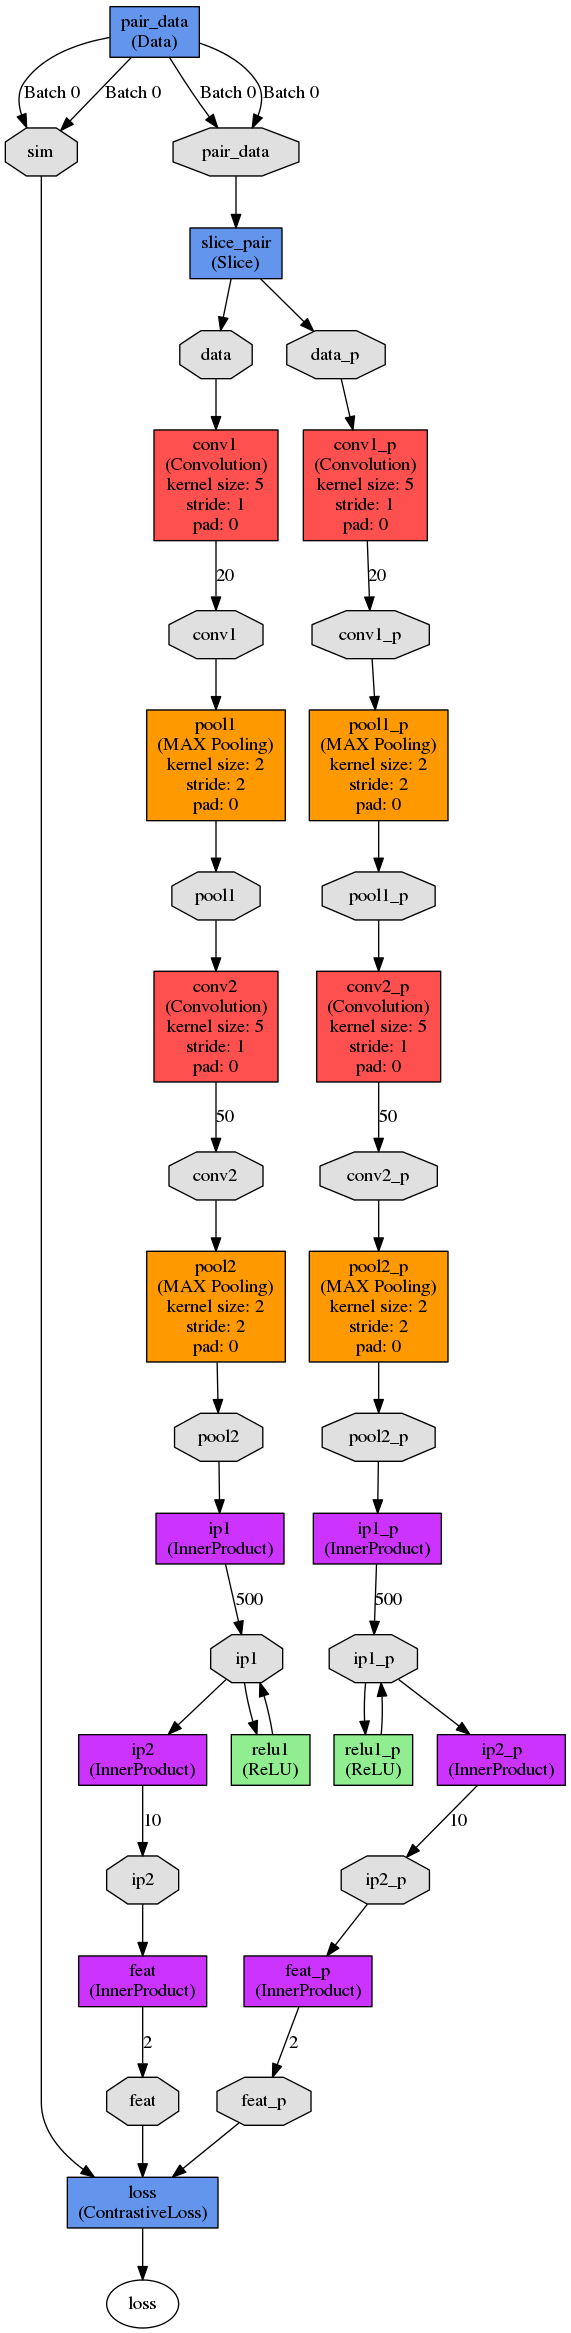 pair_data
(Data)
Batch 0
Batch 0
Batch 0
Batch 0
sim
pair_data
slice_pair
(Slice)
data
data_p
conv1
(Convolution)
kernel size: 5
stride: 1
pad: 0
conv1_p
(Convolution)
kernel size: 5
stride: 1
pad: 0
20
20
conv1
conv1_p
pool1
(MAX Pooling)
kernel size: 2
stride: 2
pad: 0
pool1_p
(MAX Pooling)
kernel size: 2
stride: 2
pad: 0
pool1
pool1_p
conv2
(Convolution)
kernel size: 5
stride: 1
pad: 0
conv2_p
(Convolution)
kernel size: 5
stride: 1
pad: 0
50
50
conv2
conv2_p
pool2
(MAX Pooling)
kernel size: 2
stride: 2
pad: 0
pool2_p
(MAX Pooling)
kernel size: 2
stride: 2
pad: 0
pool2
pool2_p
ip1
(InnerProduct)
ip1_p
(InnerProduct)
500
500
ip1
ip1_p
ip2
(InnerProduct)
relu1
(ReLU)
relu1_p
(ReLU)
ip2_p
(InnerProduct)
10
10
ip2
ip2_p
feat
(InnerProduct)
feat_p
(InnerProduct)
2
2
feat
feat_p
loss
(ContrastiveLoss)
loss